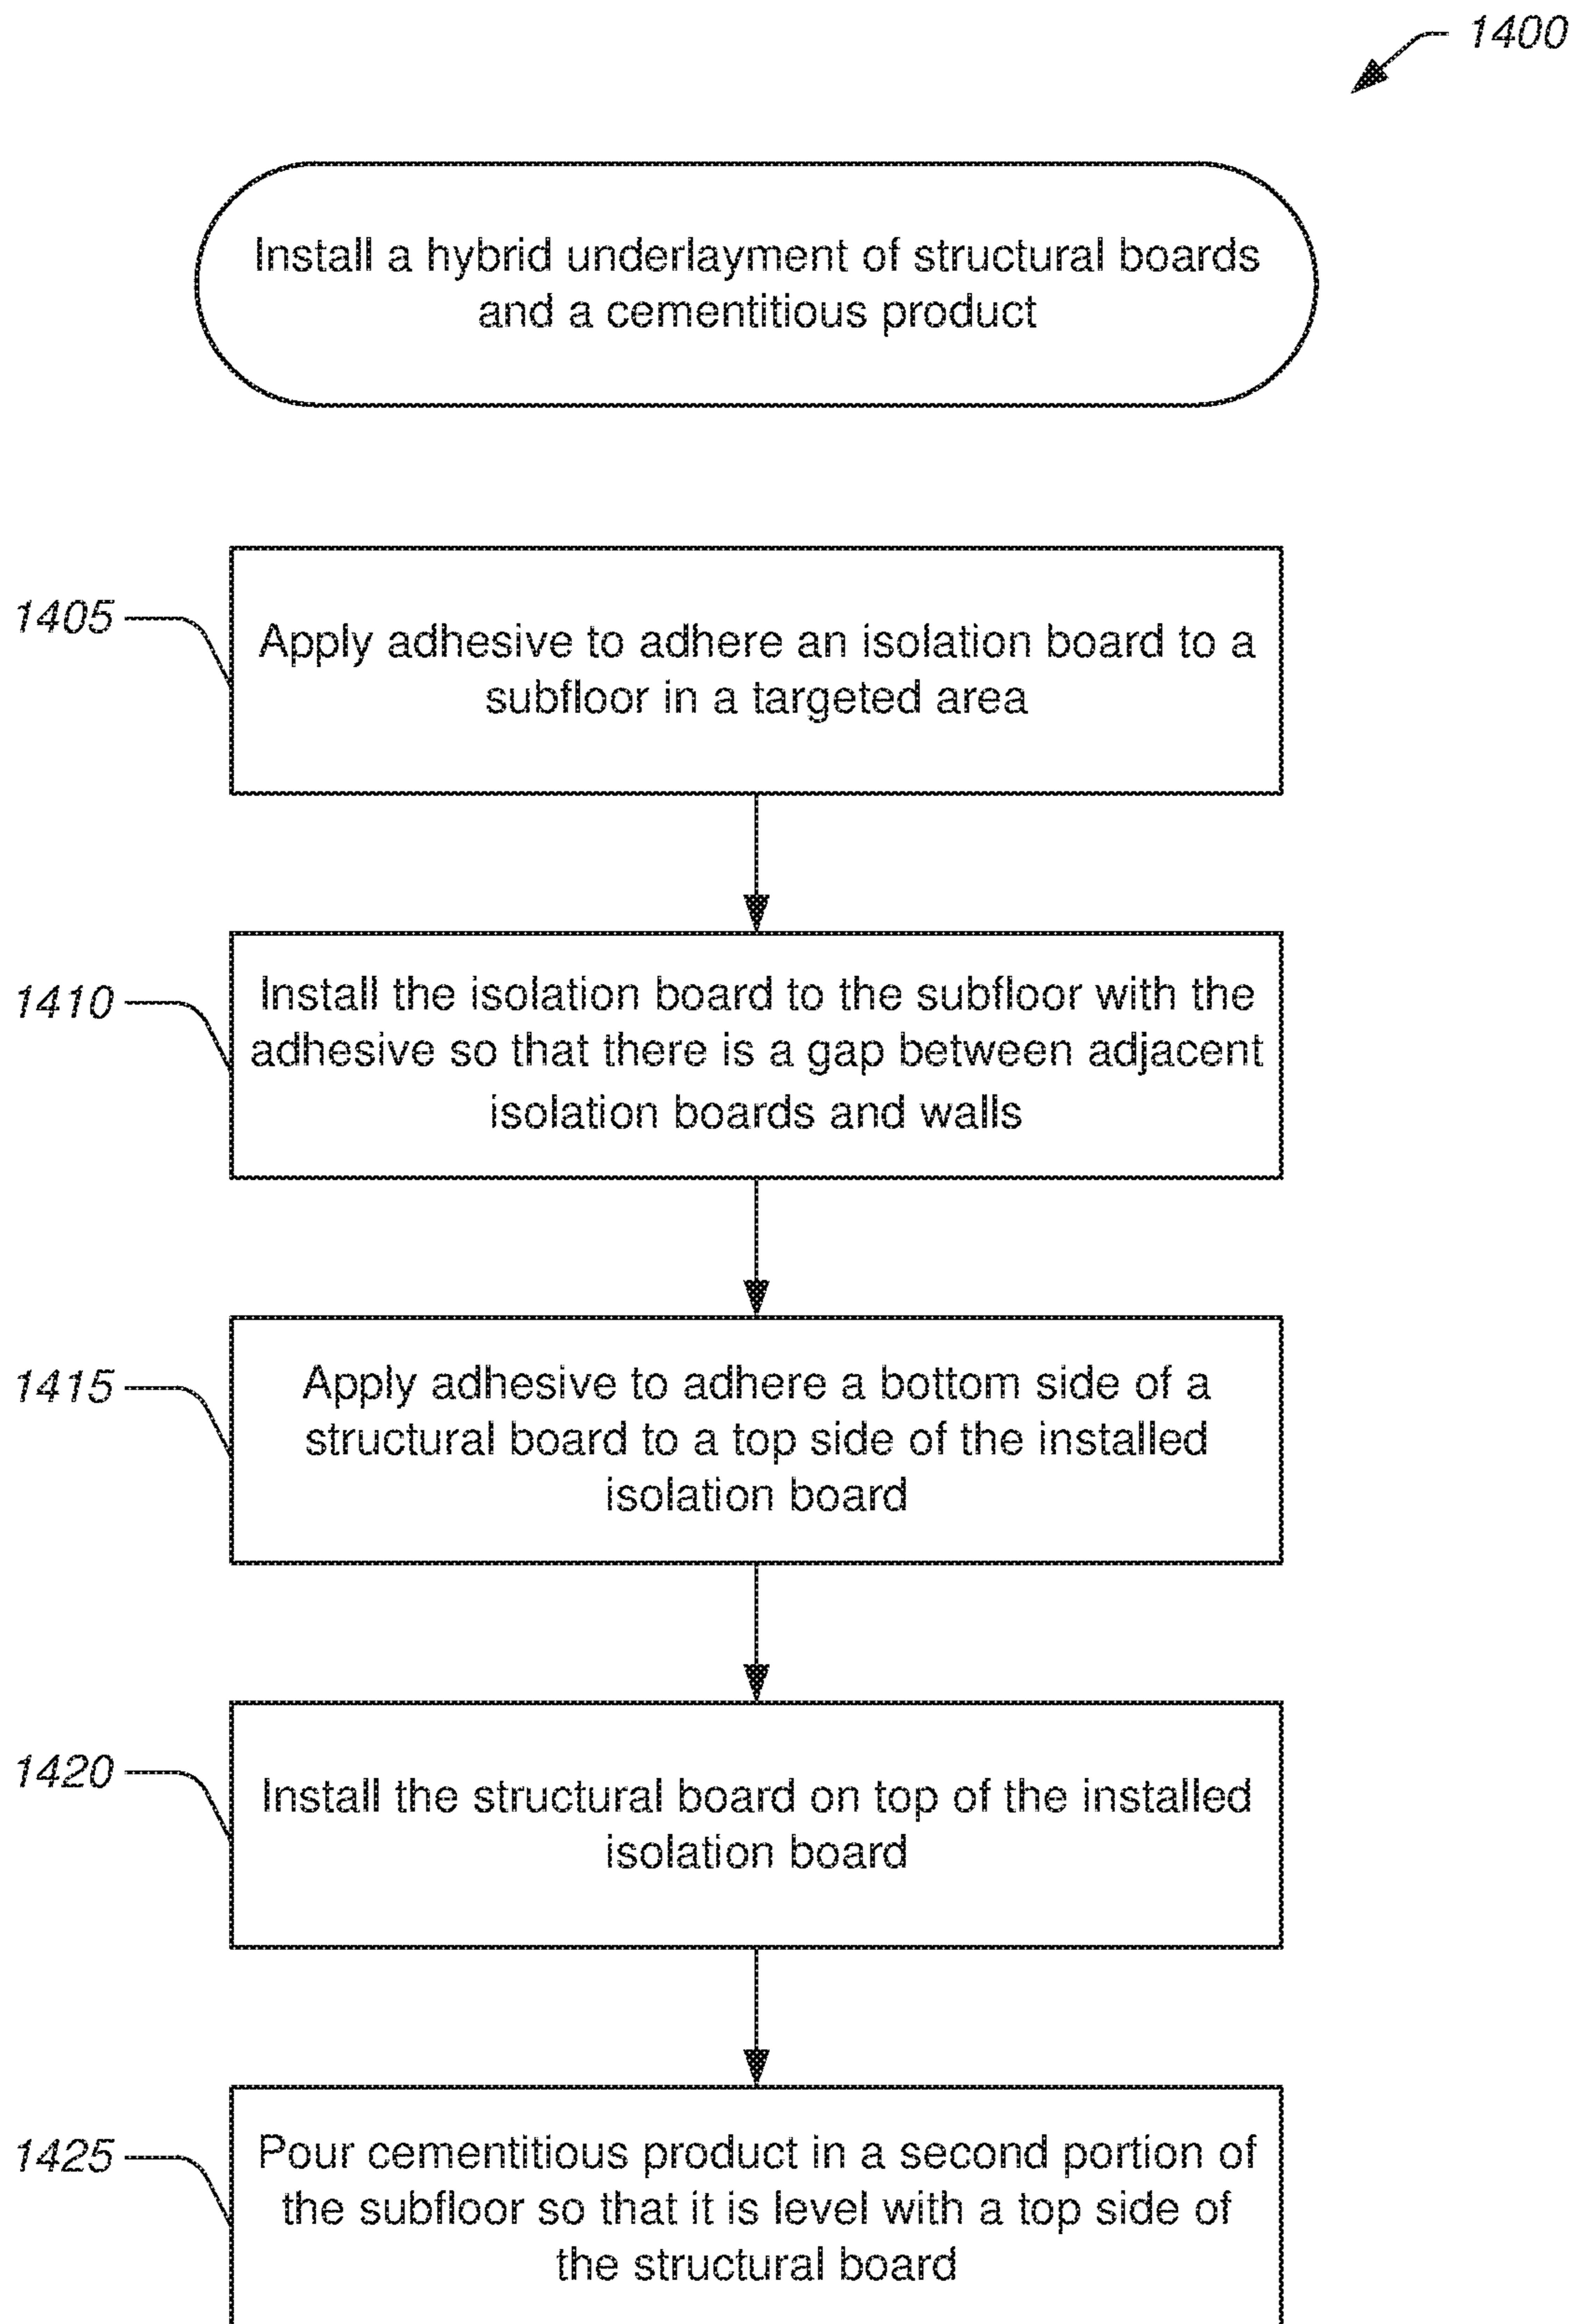 1400
Install a hybrid underlayment of structural boards
and a cementitious product
1405
Apply adhesive to adhere an isolation board to a
subfloor in a targeted area
1410
Install the isolation board to the subfloor with the
adhesive so that there is a gap between adjacent
isolation boards and walls
1415
Apply adhesive to adhere a bottom side of a
structural board to a top side of the installed
isolation board
1420
Install the structural board on top of the installed
isolation board
1425
Pour cementitious product in a second portion of
the subfloor so that it is level with a top side of
the structural board